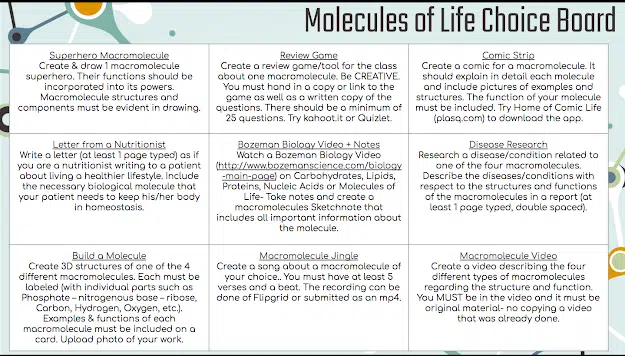 Molecules of Life Choice Board
Superhero Macromolecule
Create & draw 1 macromolecule
superhero. Their functions should be
incorporated into its powers.
Macromolecule structures and
components must be evident in drawing.
Review Game
Create a review game/tool for the class
about one macromolecule. Be CREATIVE.
You must hand in a copy or link to the
game as well as a written copy of the
questions. There should be a minimum of
25 questions. Try kahoot.it or Quizlet.
Comic Strip
Create a comic for a macromolecule. It
should explain in detail each molecule
and include pictures of examples and
structures. The function of your molecule
must be included. Try Home of Comic Life
(plasq.com) to download the app.
Letter from a Nutritionist
Write a letter (at least 1 page typed) as if
you are a nutritionist writing to a patient
about living a healthier lifestyle. Include
the necessary biological molecule that
your patient needs to keep his/her body
in homeostasis.
Bozeman Biology Video + Notes
Watch a Bozeman Biology Video
(http://www.bozemanscience.com/biology
-main-page) on Carbohydrates, Lipids,
Proteins, Nucleic Acids or Molecules of
Life- Take notes and create a
macromolecules Sketchnote that
includes all important information about
the molecule.
Disease Research
Research a disease/condition related to
one of the four macromolecules.
Describe the diseases/conditions with
respect to the structures and functions
of the macromolecules in a report (at
least 1 page typed, double spaced).
Build a Molecule
Create 3D structures of one of the 4
different macromolecules. Each must be
labeled (with individual parts such as
Phosphate – nitrogenous base – ribose,
Carbon, Hydrogen, Oxygen, etc.).
Examples & functions of each
macromolecule must be included on a
card. Upload photo of your work.
Macromolecule Jingle
Create a song about a macromolecule of
your choice.. You must have at least 5
verses and a beat. The recording can be
done of Flipgrid or submitted as an mp4.
Macromolecule Video
Create a video describing the four
different types of macromolecules
regarding the structure and function.
You MUST be in the video and it must be
original material- no copying a video
that was already done.